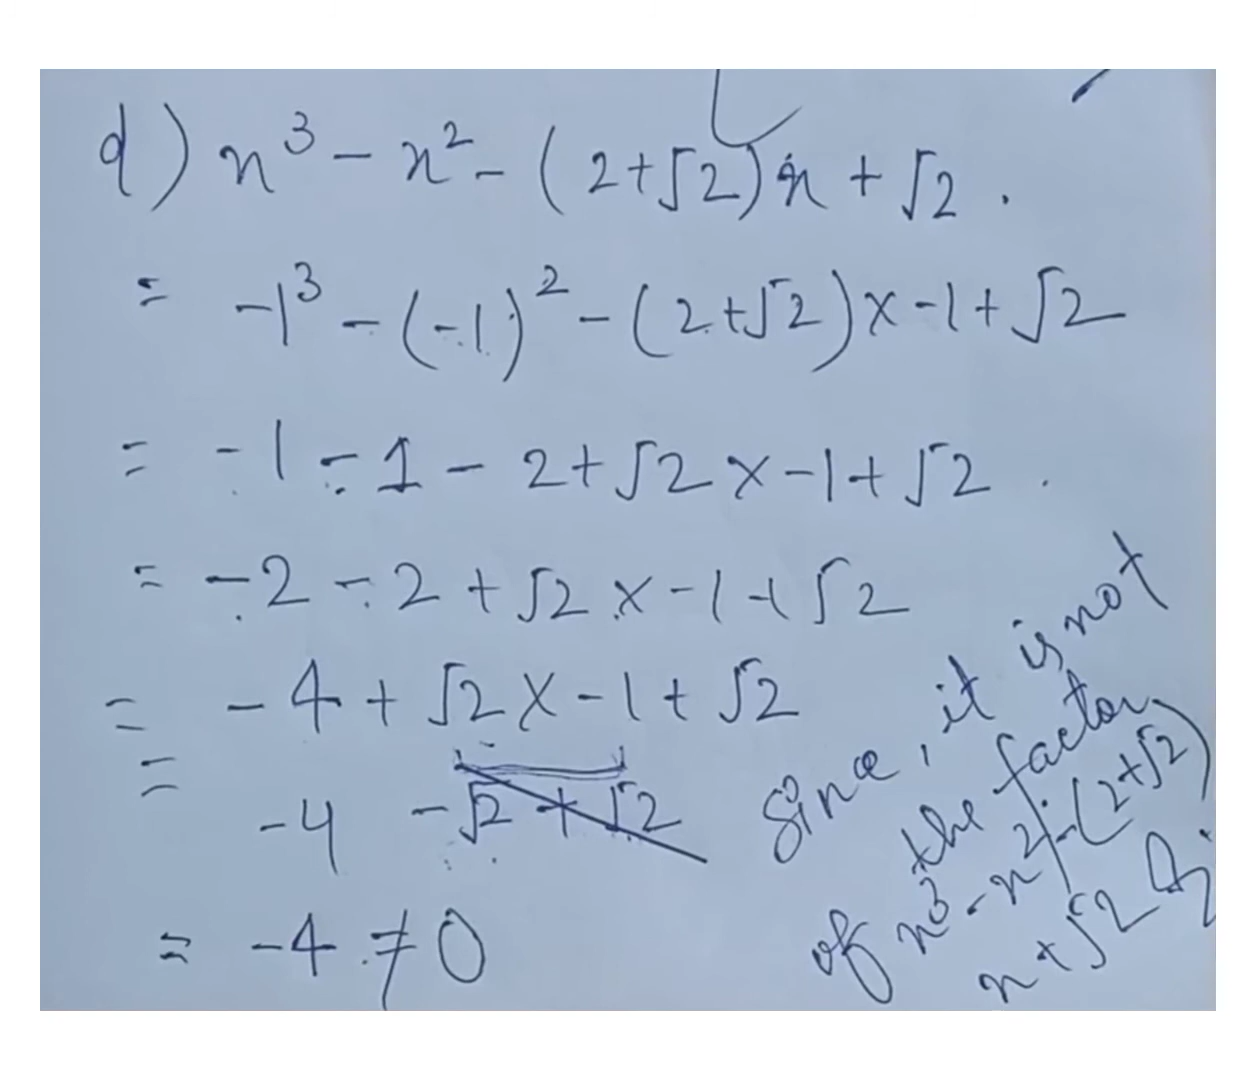 d) x³ - x² - (2+√2)x + √2.
= -1³ - (-1)² - (2+√2)x-1+√2
= -1 - 1 - 2+√2 x-1+√2.
= -2 - 2 + √2 x-1+√2
= -4 + √2 x-1+√2
= -4 -√2 + √2
= -4 ≠ 0
Since, it is not
the factor
of x³-x²-(2+√2)
x+√2